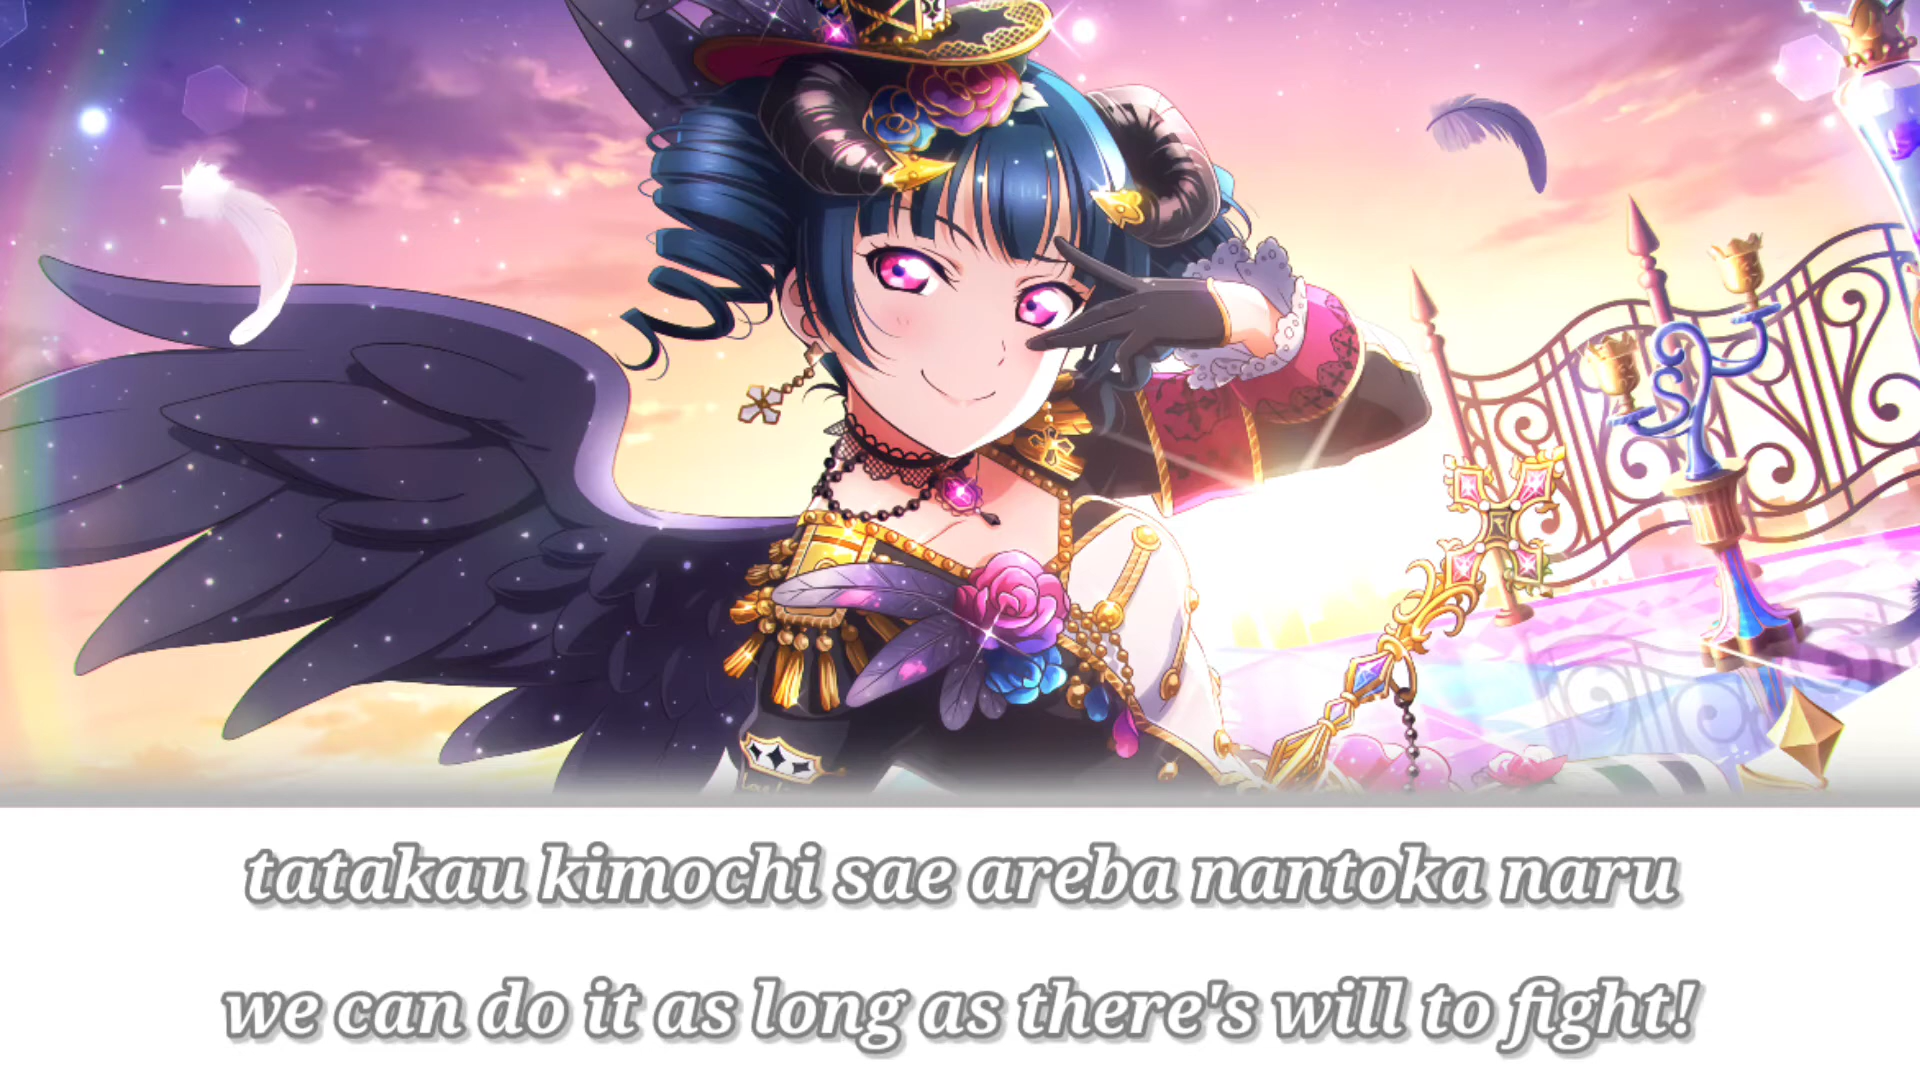 tatakau kimochi sae areba nantoka naru
we can do it as long as there's will to fight!